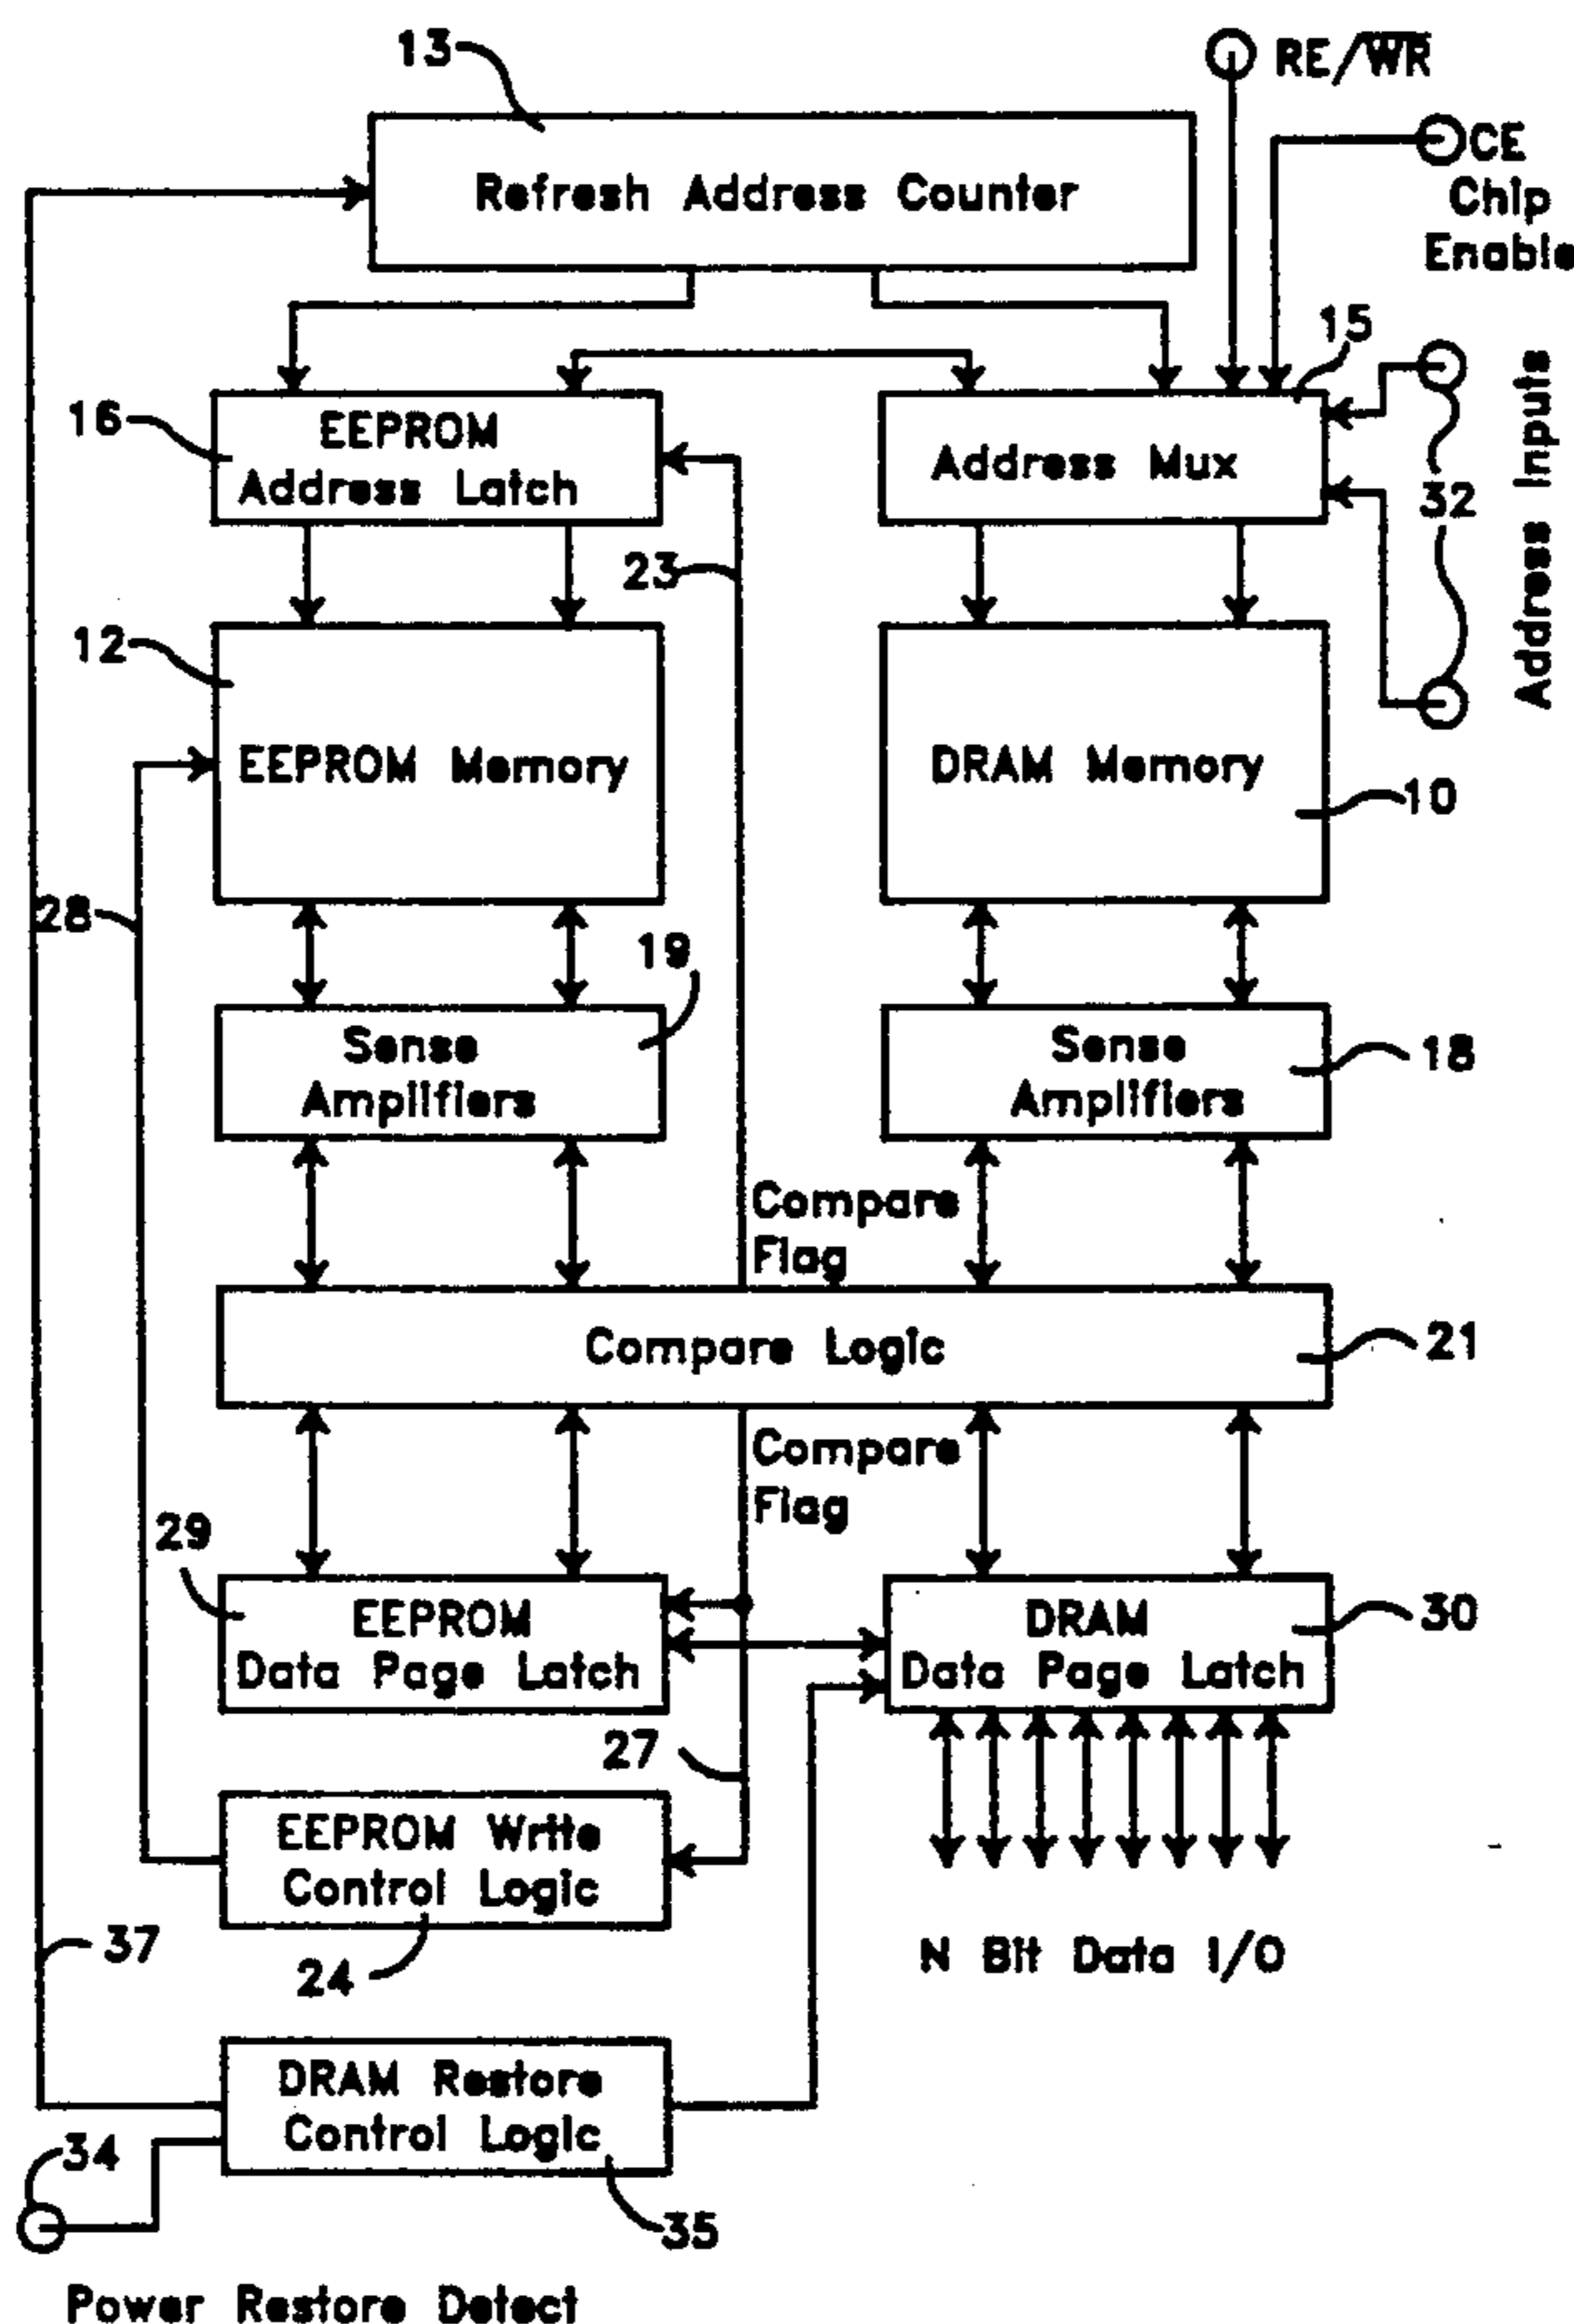 13
RE/WR
CE
Chip
Enable
Refresh Address Counter
15
16
EEPROM
Address Latch
Address Mux
32
Address Inputs
23
12
EEPROM Memory
DRAM Memory
10
28
19
Sense
Amplifiers
Sense
Amplifiers
18
Compare
Flag
Compare Logic
21
Compare
Flag
29
EEPROM
Data Page Latch
DRAM
Data Page Latch
30
27
EEPROM Write
Control Logic
24
N Bit Data I/O
37
DRAM Restore
Control Logic
34
35
Power Restore Detect